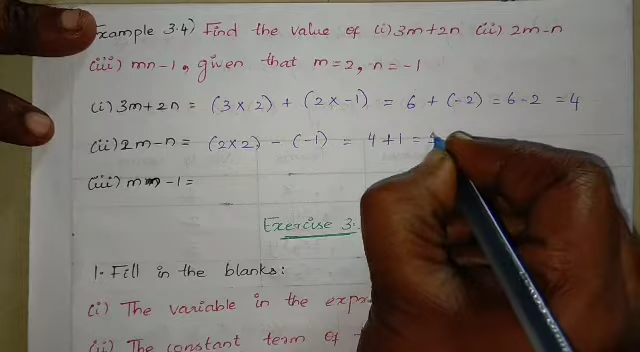 Example 3.4) Find the value of (i) 3m+2n (ii) 2m-n
(iii) mn-1, given that m=2, n=-1
(i) 3m+2n = (3×2) + (2×-1) = 6 + (-2) = 6-2 = 4
(ii) 2m-n = (2×2) - (-1) = 4+1 =
(iii) mn -1 =
Exercise 3.
1. Fill in the blanks:
(i) The variable in the
(ii) The constant term of